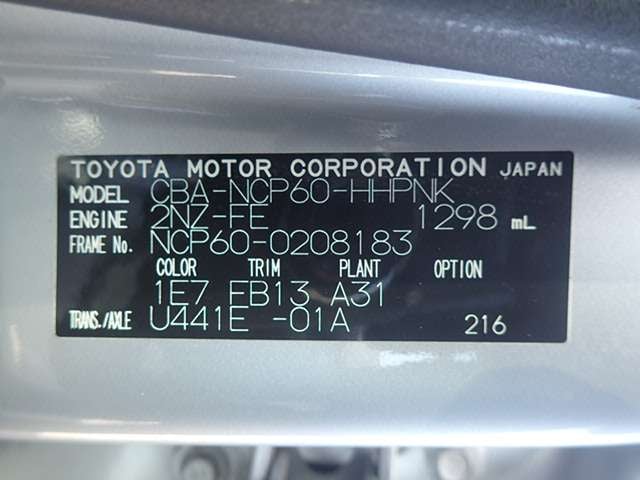 TOYOTA MOTOR CORPORATION JAPAN
MODEL CBA-NCP60-HHPNK
ENGINE 2NZ-FE 1298 mL
FRAME No. NCP60-0208183
COLOR TRIM PLANT OPTION
1E7 FB13 A31
TRANS./AXLE U441E -01A 216